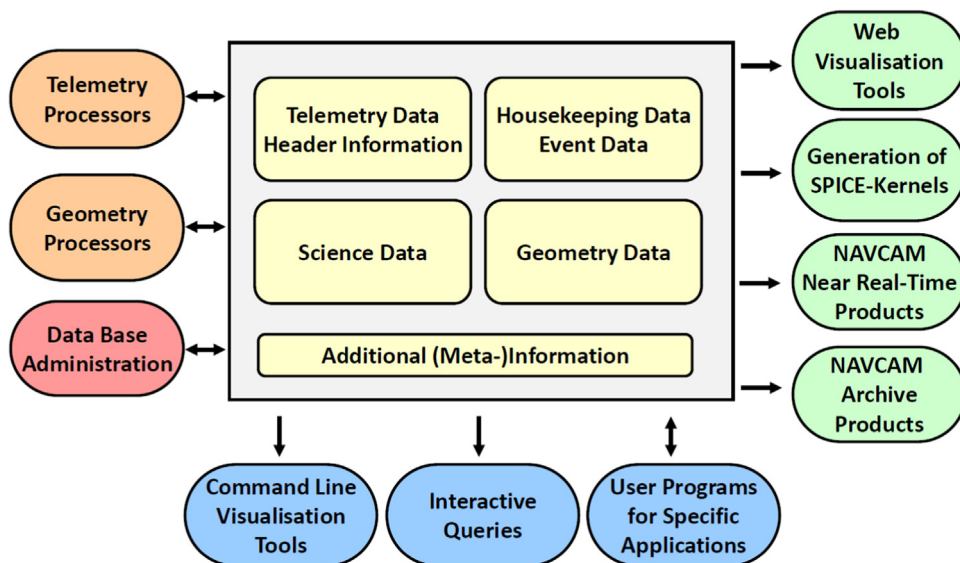 Telemetry
Processors
Geometry
Processors
Data Base
Administration
Telemetry Data
Header Information
Housekeeping Data
Event Data
Science Data
Geometry Data
Additional (Meta-)Information
Web
Visualisation
Tools
Generation of
SPICE-Kernels
NAVCAM
Near Real-Time
Products
NAVCAM
Archive
Products
Command Line
Visualisation
Tools
Interactive
Queries
User Programs
for Specific
Applications